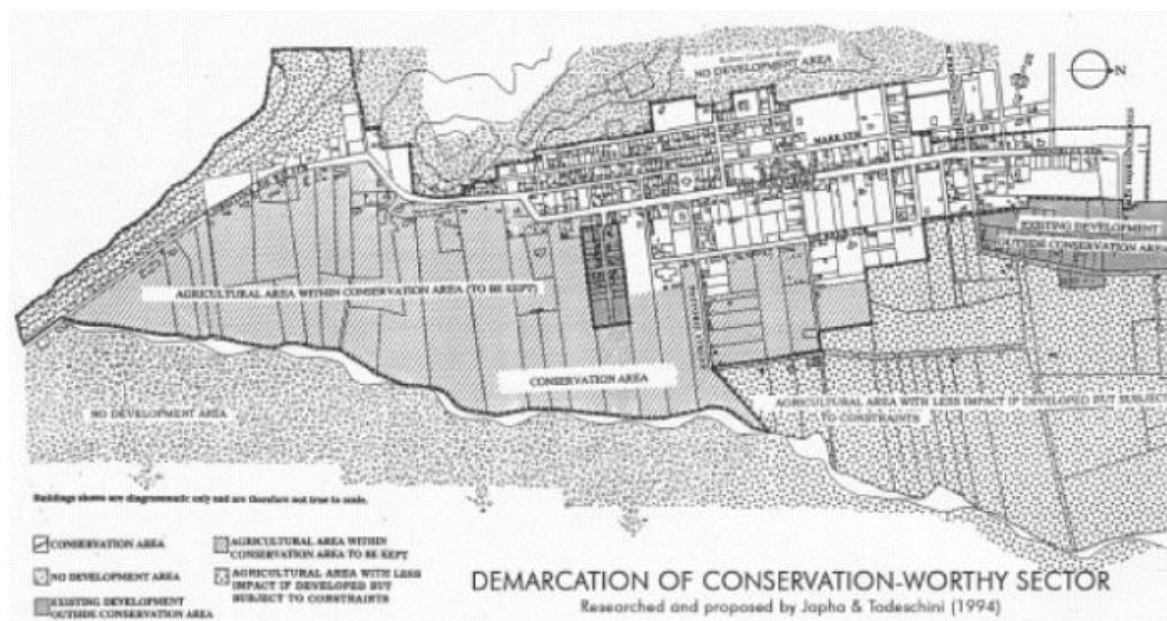 NO DEVELOPMENT AREA
N
MARK STR
EXISTING DEVELOPMENT
OUTSIDE CONSERVATION AREA
AGRICULTURAL AREA WITHIN CONSERVATION AREA (TO BE KEPT)
CONSERVATION AREA
AGRICULTURAL AREA WITH LESS IMPACT IF DEVELOPED BUT SUBJECT
TO CONSTRAINTS
NO DEVELOPMENT AREA
Buildings shown are diagrammatic only and are therefore not true to scale.
CONSERVATION AREA
NO DEVELOPMENT AREA
EXISTING DEVELOPMENT
OUTSIDE CONSERVATION AREA
AGRICULTURAL AREA WITHIN
CONSERVATION AREA TO BE KEPT
AGRICULTURAL AREA WITH LESS
IMPACT IF DEVELOPED BUT
SUBJECT TO CONSTRAINTS
DEMARCATION OF CONSERVATION-WORTHY SECTOR
Researched and proposed by Japha & Todeschini (1994)